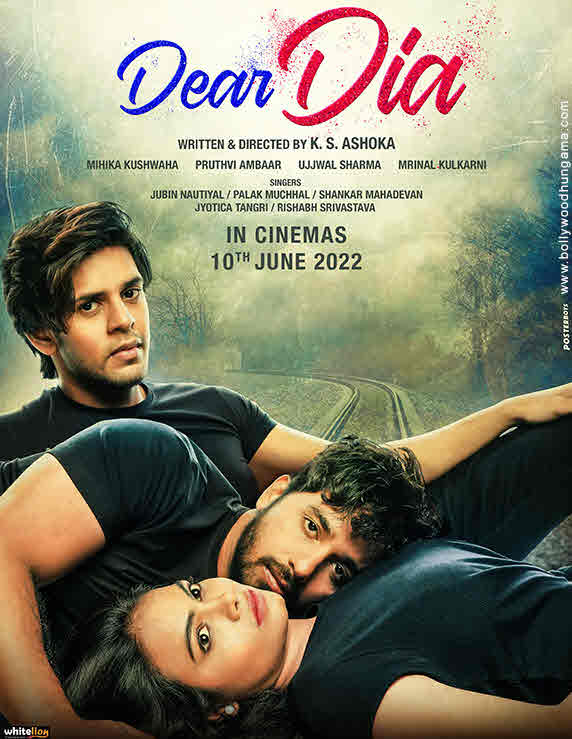 Dear Dia
WRITTEN & DIRECTED BY K. S. ASHOKA
MIHIKA KUSHWAHA PRUTHVI AMBAAR UJJWAL SHARMA MRINAL KULKARNI
SINGERS
JUBIN NAUTIYAL / PALAK MUCHHAL / SHANKAR MAHADEVAN
JYOTICA TANGRI / RISHABH SRIVASTAVA
IN CINEMAS
10TH JUNE 2022
www.bollywoodhungama.com
POSTERBOYS
whitelion